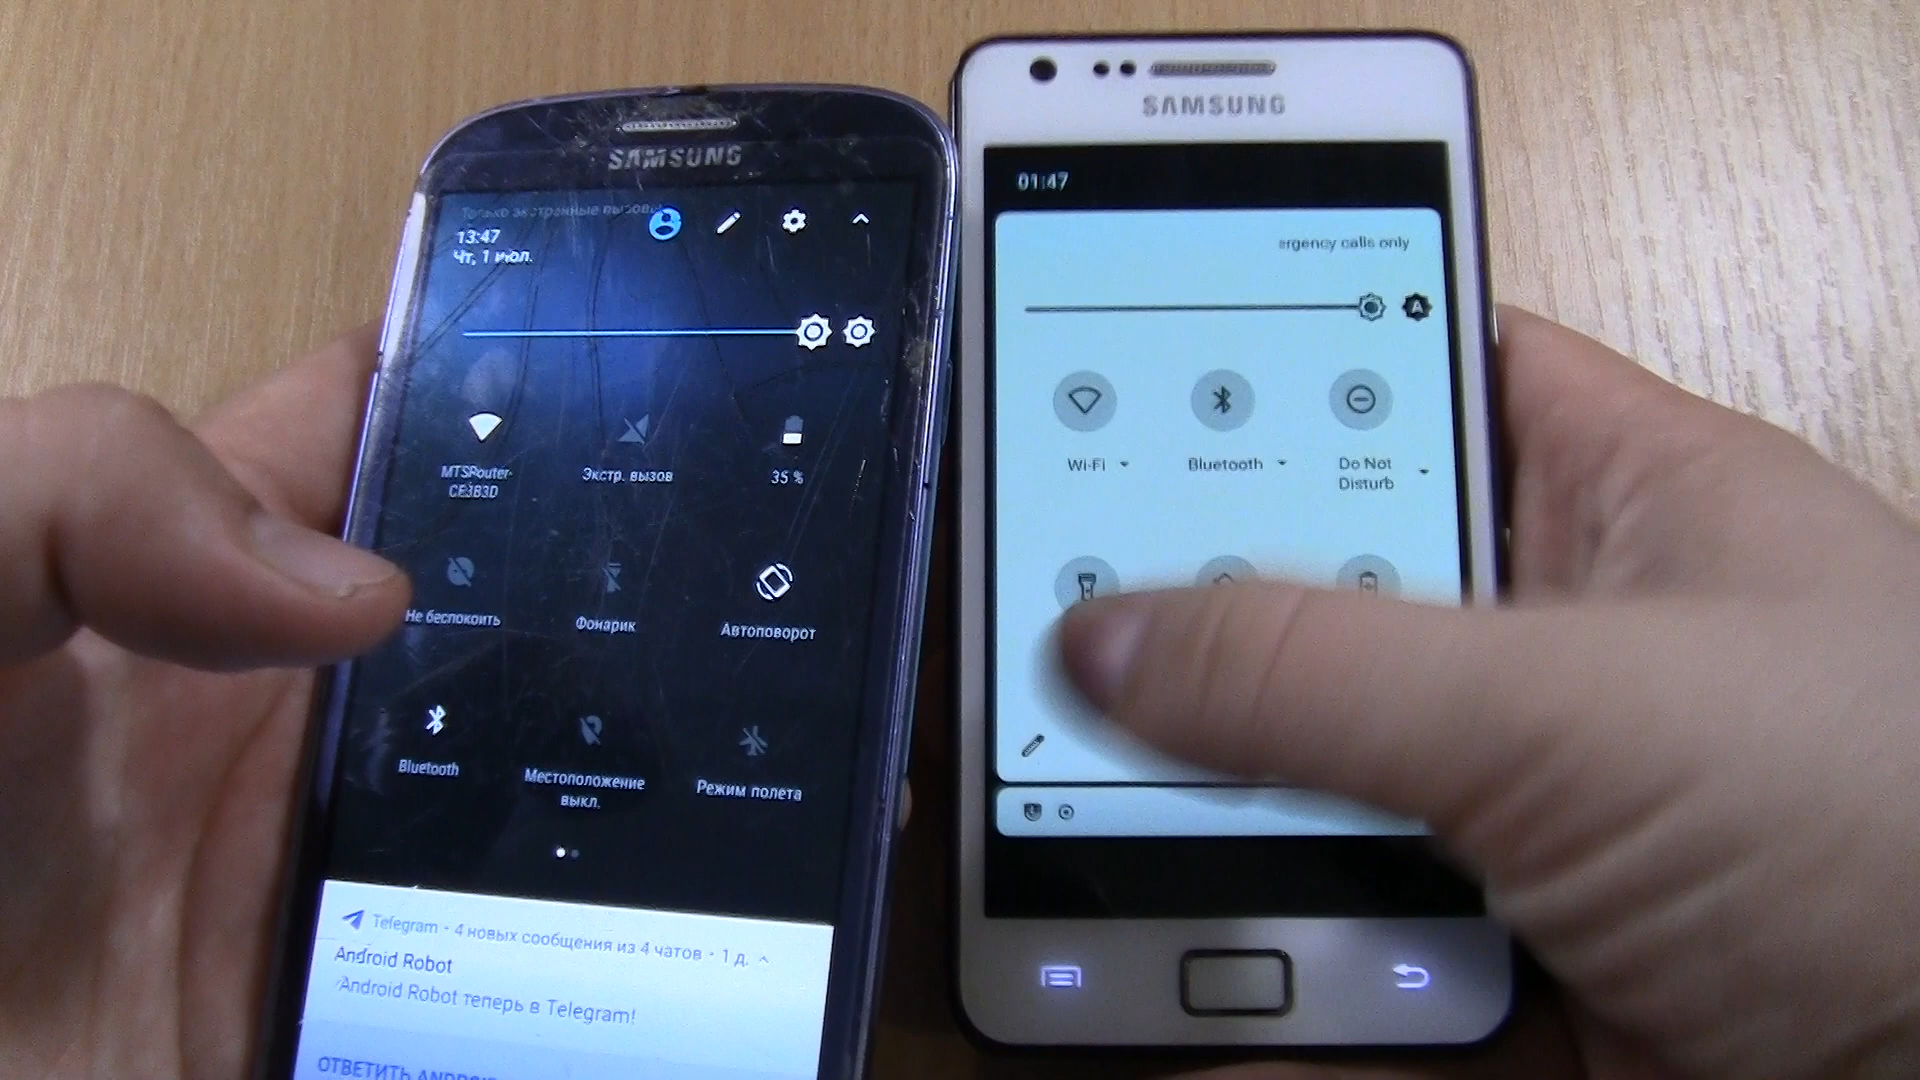 SAMSUNG
Только экстренные вызовы
13:47
Чт, 1 июл.
MTSRouter-
CE3B3D
Экстр. вызов
35 %
Не беспокоить
Фонарик
Автоповорот
Bluetooth
Местоположение
выкл.
Режим полета
Telegram - 4 новых сообщения из 4 чатов - 1 д.
Android Robot
Android Robot теперь в Telegram!
ОТВЕТИТЬ
SAMSUNG
01:47
ergency calls only
A
Wi-Fi
Bluetooth
Do Not
Disturb